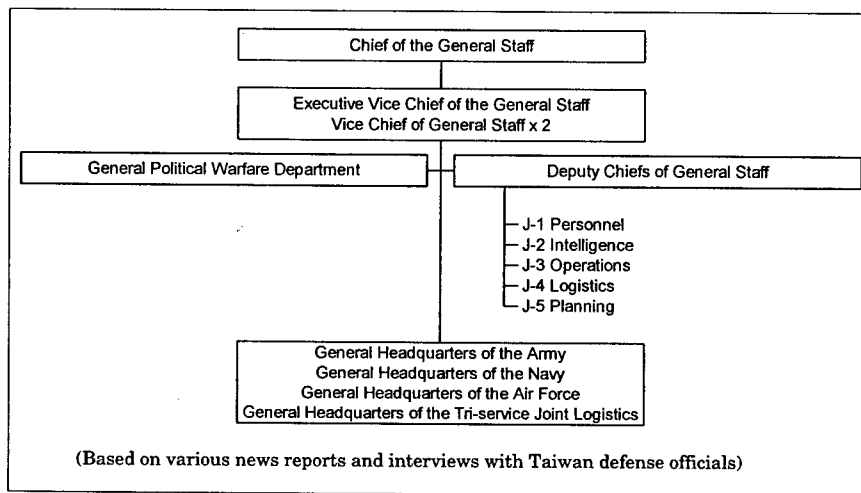 Chief of the General Staff
Executive Vice Chief of the General Staff
Vice Chief of General Staff x 2
General Political Warfare Department
Deputy Chiefs of General Staff
J-1 Personnel
J-2 Intelligence
J-3 Operations
J-4 Logistics
J-5 Planning
General Headquarters of the Army
General Headquarters of the Navy
General Headquarters of the Air Force
General Headquarters of the Tri-service Joint Logistics
(Based on various news reports and interviews with Taiwan defense officials)